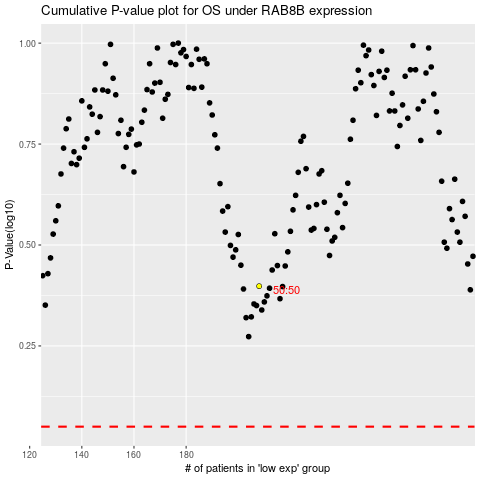 Cumulative P-value plot for OS under RAB8B expression
P-Value(log10)
1.00
0.75
0.50
0.25
50:50
120 140 160 180
# of patients in 'low exp' group